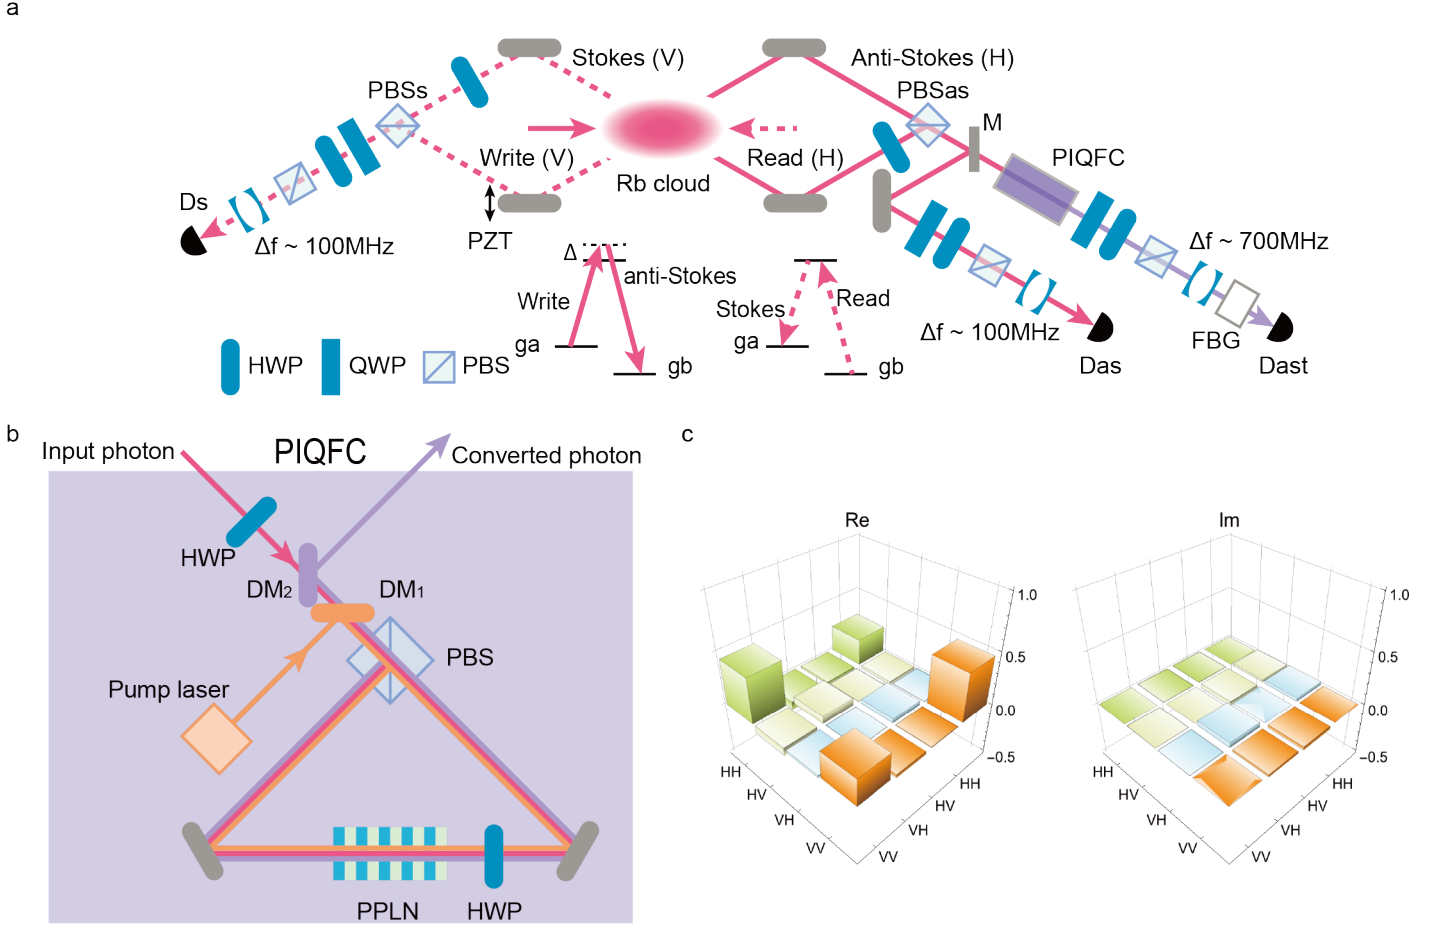 a
Stokes (V)
Anti-Stokes (H)
PBSs
PBSas
M
Write (V)
Read (H)
PIQFC
Rb cloud
Ds
PZT
Δf ~ 100MHz
Δf ~ 700MHz
Δ
anti-Stokes
Write
Stokes
Read
ga
gb
ga
gb
Δf ~ 100MHz
FBG
Das
Dast
HWP
QWP
PBS
b
PIQFC
Input photon
Converted photon
HWP
DM2
DM1
PBS
Pump laser
PPLN
HWP
c
Re
1.0
0.5
0.0
−0.5
HH
HV
VH
VV
HH
HV
VH
VV
Im
1.0
0.5
0.0
−0.5
HH
HV
VH
VV
HH
HV
VH
VV